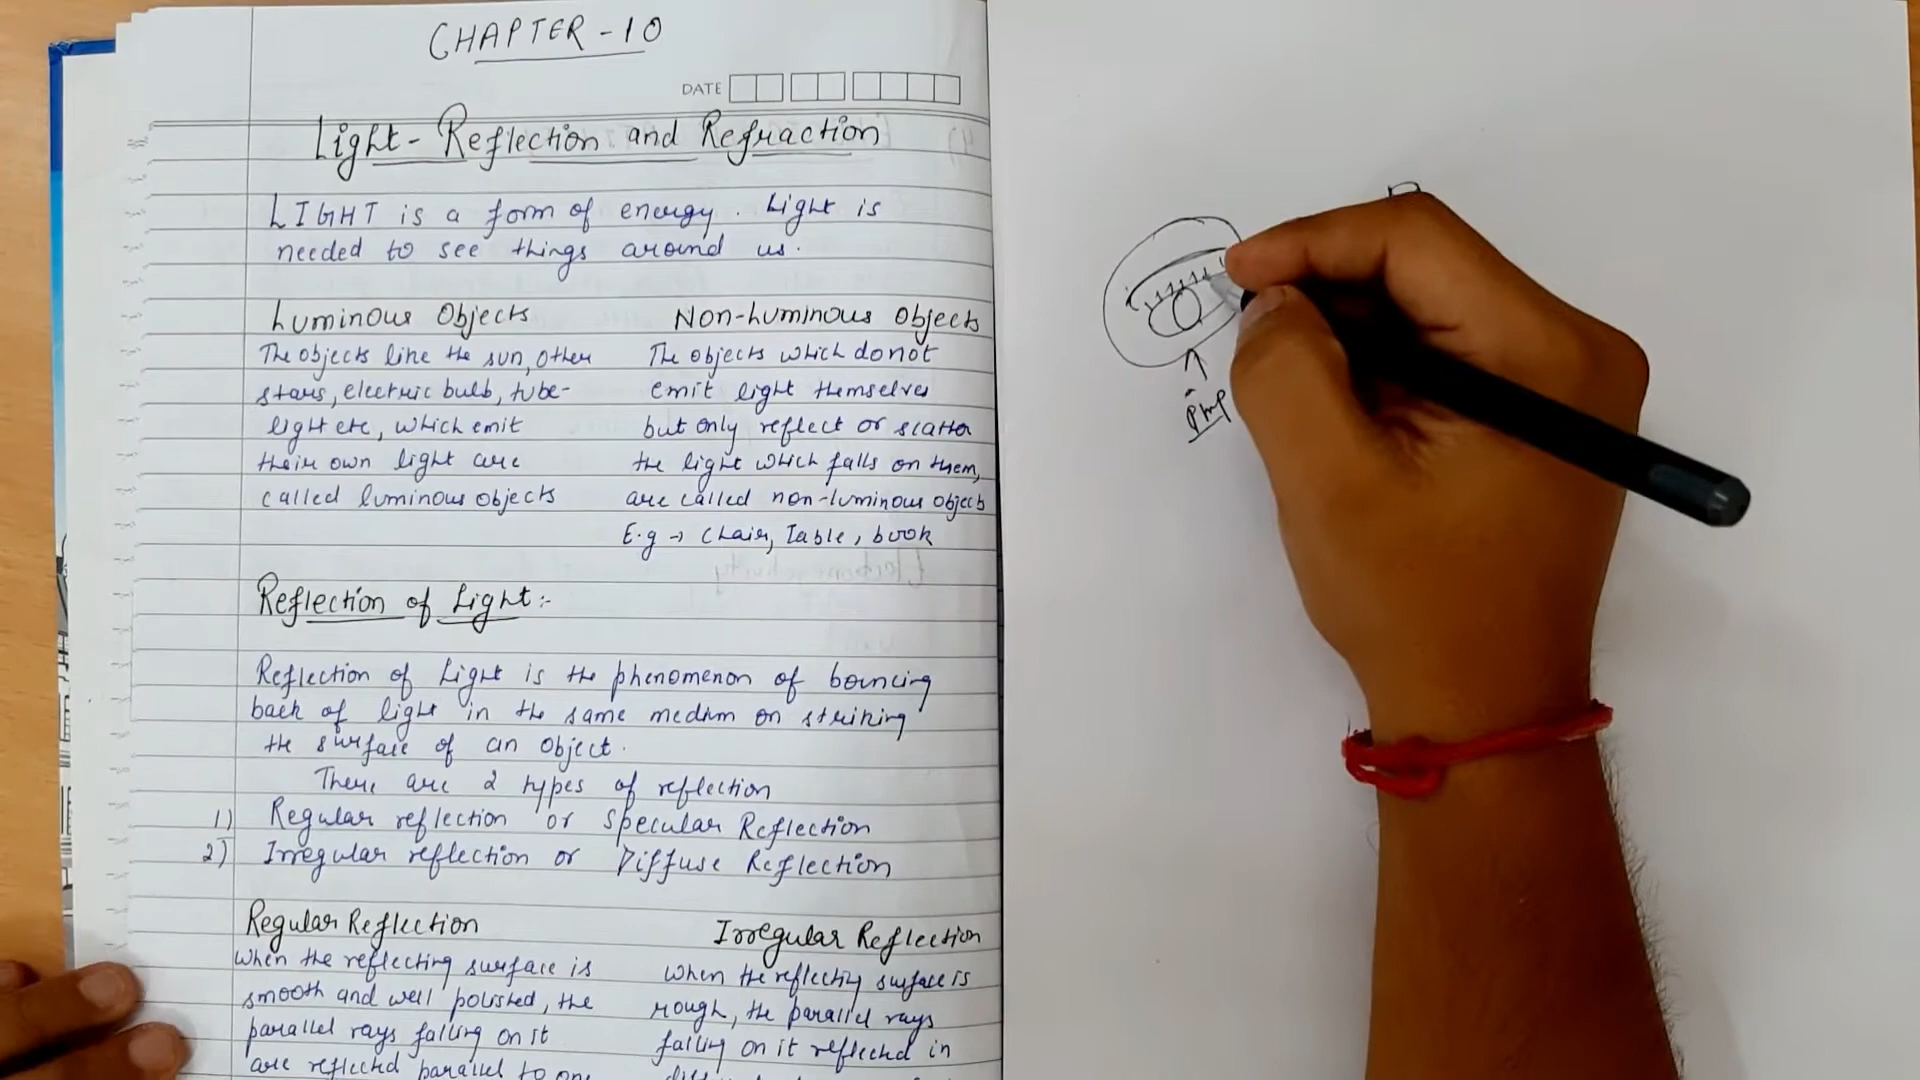 CHAPTER - 10
DATE
Light - Reflection and Refraction
LIGHT is a form of energy. Light is
needed to see things around us.
Luminous Objects
The objects like the sun, other
stars, electric bulb, tube-
light etc, which emit
their own light are
called luminous objects
Non-Luminous Objects
The objects which donot
emit light themselves
but only reflect or scatter
the light which falls on them,
are called non-luminous objects
E.g → Chair, Table, book
Reflection of Light:-
Reflection of Light is the phenomenon of bouncing
back of light in the same medium on striking
the surface of an object.
There are 2 types of reflection
1) Regular reflection or Specular Reflection
2) Irregular reflection or Diffuse Reflection
Regular Reflection
When the reflecting surface is
smooth and well polished, the
parallel rays falling on it
are reflected parallel to one
Irregular Reflection
When the reflecting surface is
rough, the parallel rays
falling on it reflected in